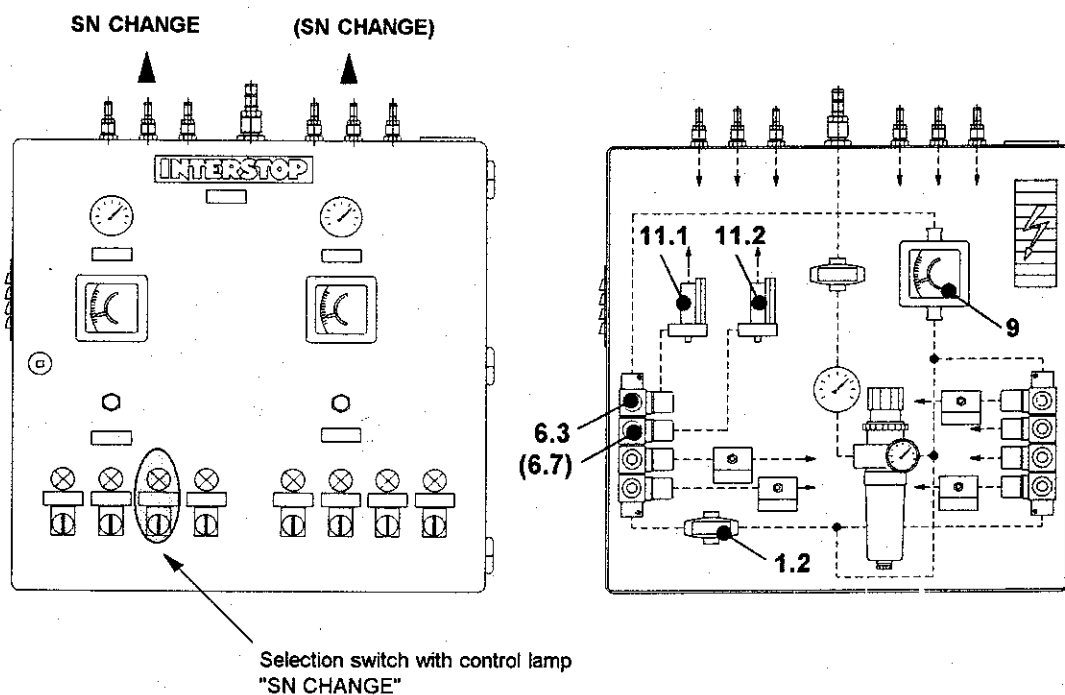 SN CHANGE
(SN CHANGE)
INTERSTOP
11.1
11.2
9
6.3
(6.7)
1.2
Selection switch with control lamp
"SN CHANGE"